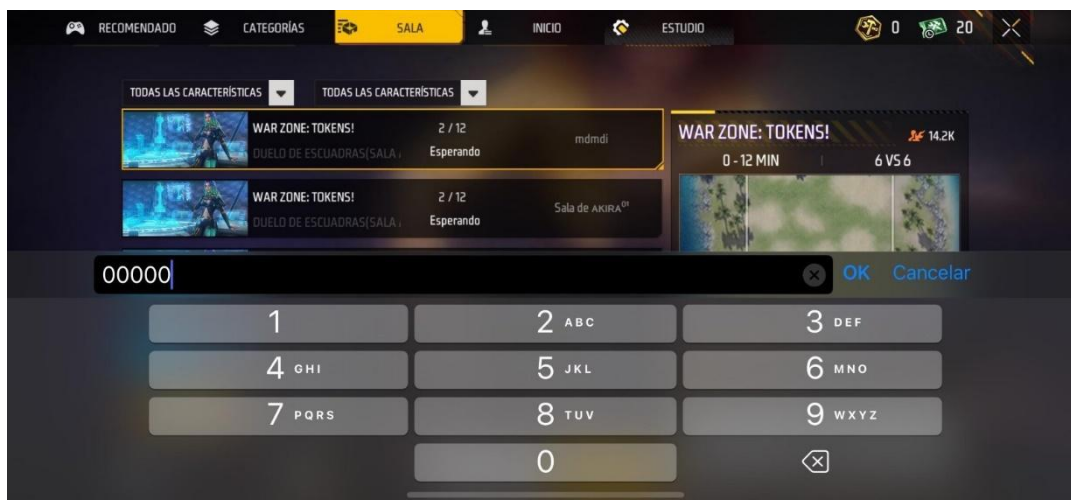 RECOMENDADO CATEGORÍAS SALA INICIO ESTUDIO 0 20
TODAS LAS CARACTERÍSTICAS TODAS LAS CARACTERÍSTICAS
WAR ZONE: TOKENS! 2 / 12 mdmdi
DUELO DE ESCUADRAS(SALA Esperando
WAR ZONE: TOKENS! 14.2K
0 - 12 MIN 6 VS 6
WAR ZONE: TOKENS! 2 / 12 Sala de AKIRA⁰¹
DUELO DE ESCUADRAS(SALA Esperando
00000 OK Cancelar
1 2 ABC 3 DEF
4 GHI 5 JKL 6 MNO
7 PQRS 8 TUV 9 WXYZ
0